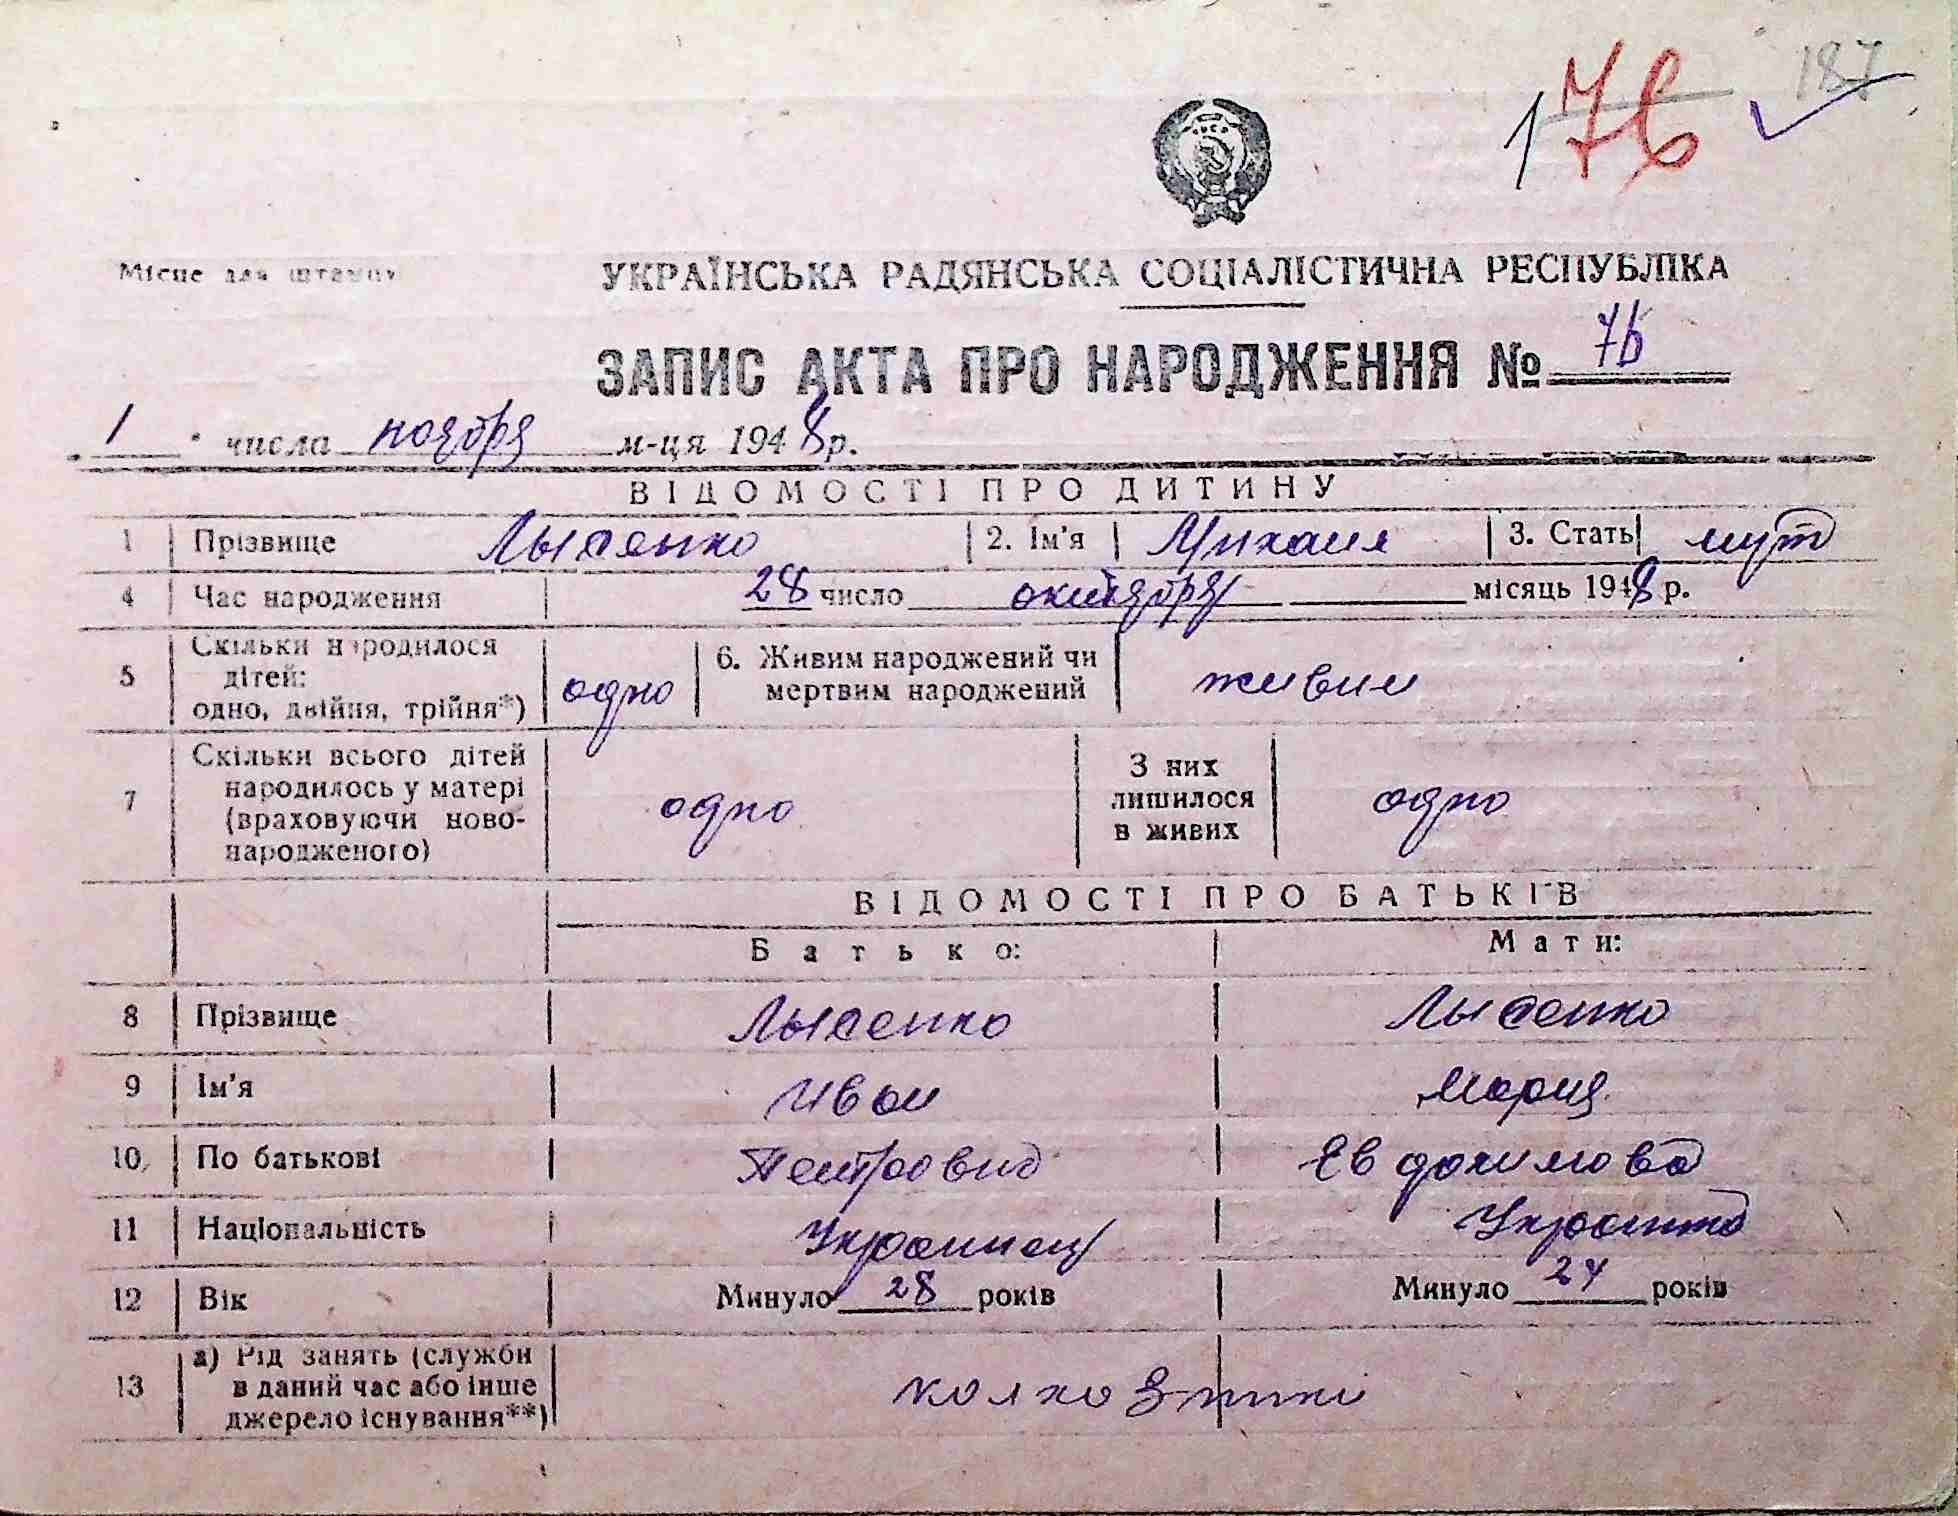 187
176
Місце для штампу
УКРАЇНСЬКА РАДЯНСЬКА СОЦІАЛІСТИЧНА РЕСПУБЛІКА
ЗАПИС АКТА ПРО НАРОДЖЕННЯ № 76
1 числа ноября м-ця 1948 р.
ВІДОМОСТІ ПРО ДИТИНУ
1 Прізвище Лысенко 2. Ім'я Михаил 3. Стать муж
4 Час народження 28 число октября місяць 1948 р.
5 Скільки народилося дітей: одно, двійня, трійня*) одно 6. Живим народжений чи мертвим народжений живим
7 Скільки всього дітей народилось у матері (враховуючи новонародженого) одно З них лишилося в живих одно
ВІДОМОСТІ ПРО БАТЬКІВ
Батько: Мати:
8 Прізвище Лысенко Лысенко
9 Ім'я Иван Мария
10 По батькові Петрович Евдокимовна
11 Національність Украинец Украинка
12 Вік Минуло 28 років Минуло 24 років
13 а) Рід занять (служби в даний час або інше джерело існування**) колхозники